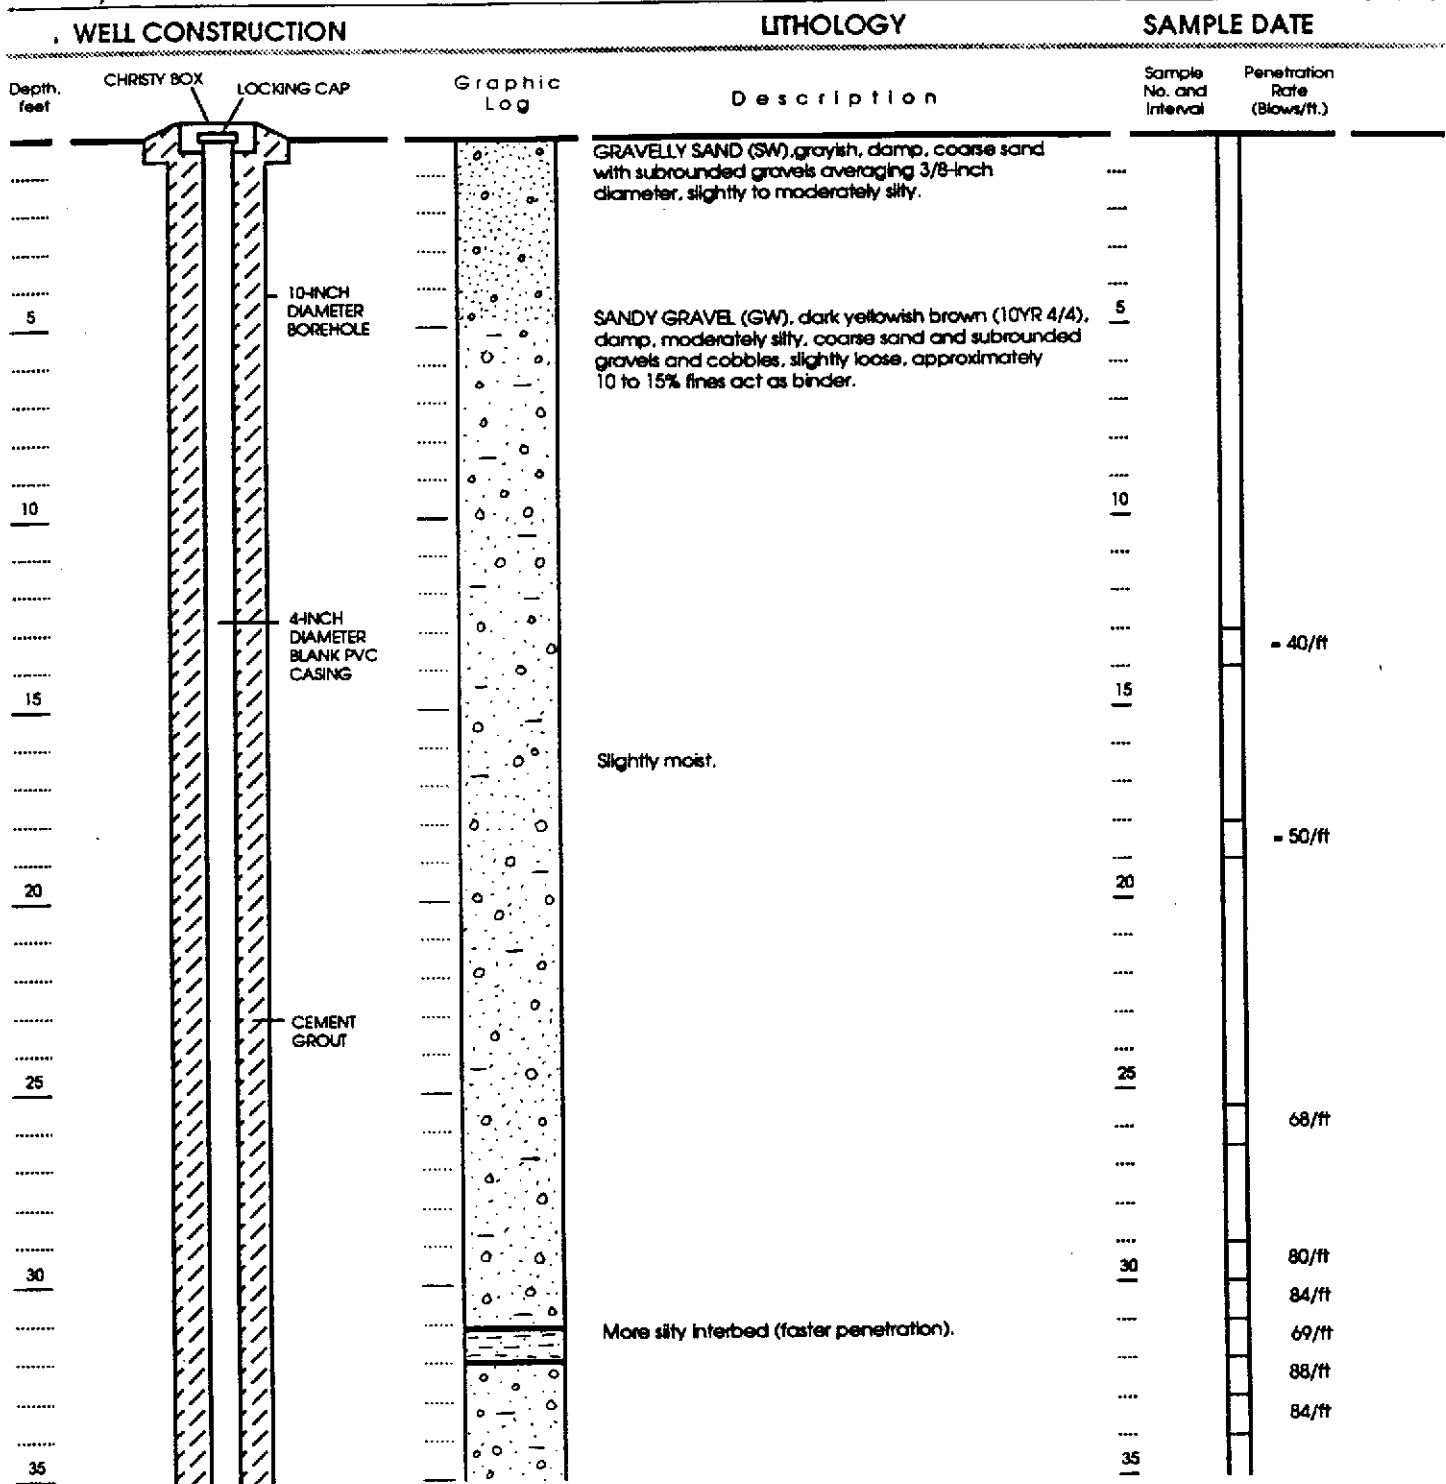 WELL CONSTRUCTION
LITHOLOGY
SAMPLE DATE
Depth,
feet
CHRISTY BOX
LOCKING CAP
Graphic
Log
Description
Sample
No. and
Interval
Penetration
Rate
(Blows/ft.)
GRAVELLY SAND (SW), grayish, damp, coarse sand
with subrounded gravels averaging 3/8-inch
diameter, slightly to moderately silty.
10-INCH
DIAMETER
BOREHOLE
5
SANDY GRAVEL (GW), dark yellowish brown (10YR 4/4),
damp, moderately silty, coarse sand and subrounded
gravels and cobbles, slightly loose, approximately
10 to 15% fines act as binder.
5
10
10
4-INCH
DIAMETER
BLANK PVC
CASING
- 40/ft
15
15
Slightly moist.
- 50/ft
20
20
CEMENT
GROUT
25
25
68/ft
30
30
80/ft
84/ft
More silty interbed (faster penetration).
69/ft
88/ft
84/ft
35
35